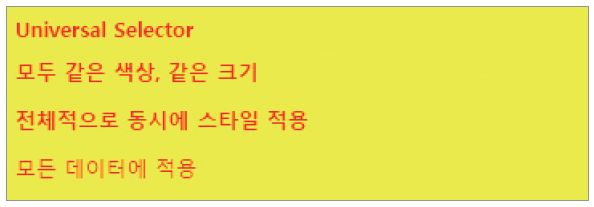 Universal Selector
모두 같은 색상, 같은 크기
전체적으로 동시에 스타일 적용
모든 데이터에 적용